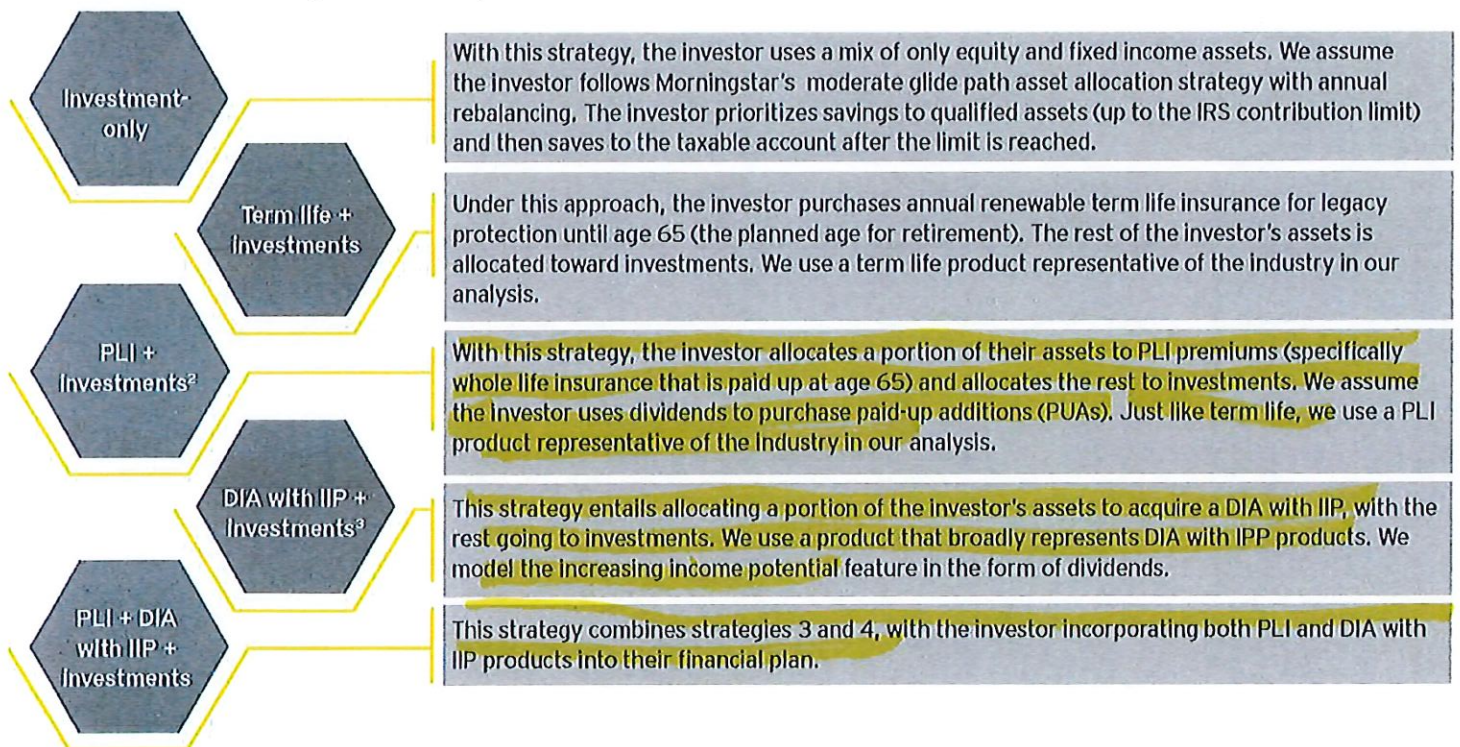 Investment-
only
With this strategy, the investor uses a mix of only equity and fixed income assets. We assume
the investor follows Morningstar's moderate glide path asset allocation strategy with annual
rebalancing. The investor prioritizes savings to qualified assets (up to the IRS contribution limit)
and then saves to the taxable account after the limit is reached.
Term life +
investments
Under this approach, the investor purchases annual renewable term life insurance for legacy
protection until age 65 (the planned age for retirement). The rest of the investor's assets is
allocated toward investments. We use a term life product representative of the industry in our
analysis.
PLI +
investments²
With this strategy, the investor allocates a portion of their assets to PLI premiums (specifically
whole life insurance that is paid up at age 65) and allocates the rest to investments. We assume
the investor uses dividends to purchase paid-up additions (PUAs). Just like term life, we use a PLI
product representative of the industry in our analysis.
DIA with IIP +
investments³
This strategy entails allocating a portion of the investor's assets to acquire a DIA with IIP, with the
rest going to investments. We use a product that broadly represents DIA with IPP products. We
model the increasing income potential feature in the form of dividends.
PLI + DIA
with IIP +
investments
This strategy combines strategies 3 and 4, with the investor incorporating both PLI and DIA with
IIP products into their financial plan.